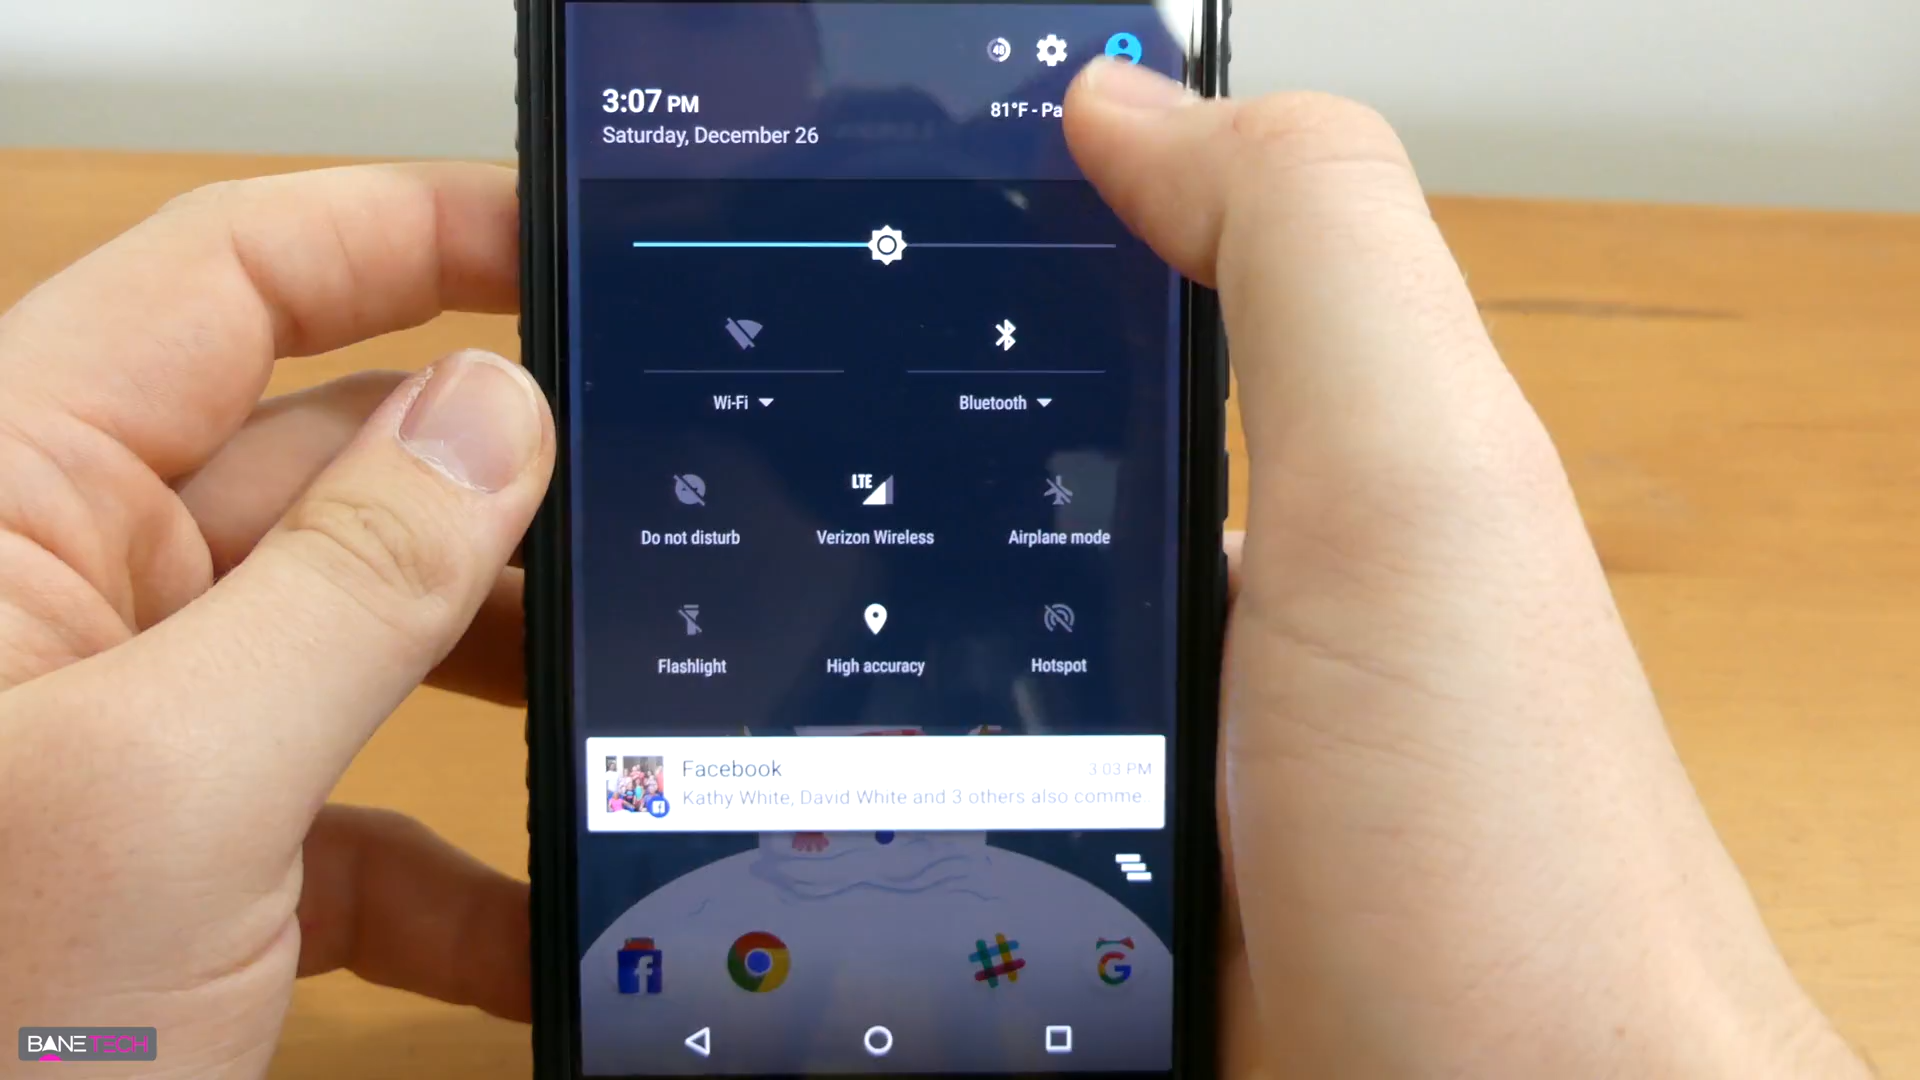 48
3:07 PM
81°F - Pa
Saturday, December 26
Wi-Fi
Bluetooth
LTE
Do not disturb
Verizon Wireless
Airplane mode
Flashlight
High accuracy
Hotspot
Facebook
3:03 PM
Kathy White, David White and 3 others also comme..
BANETECH